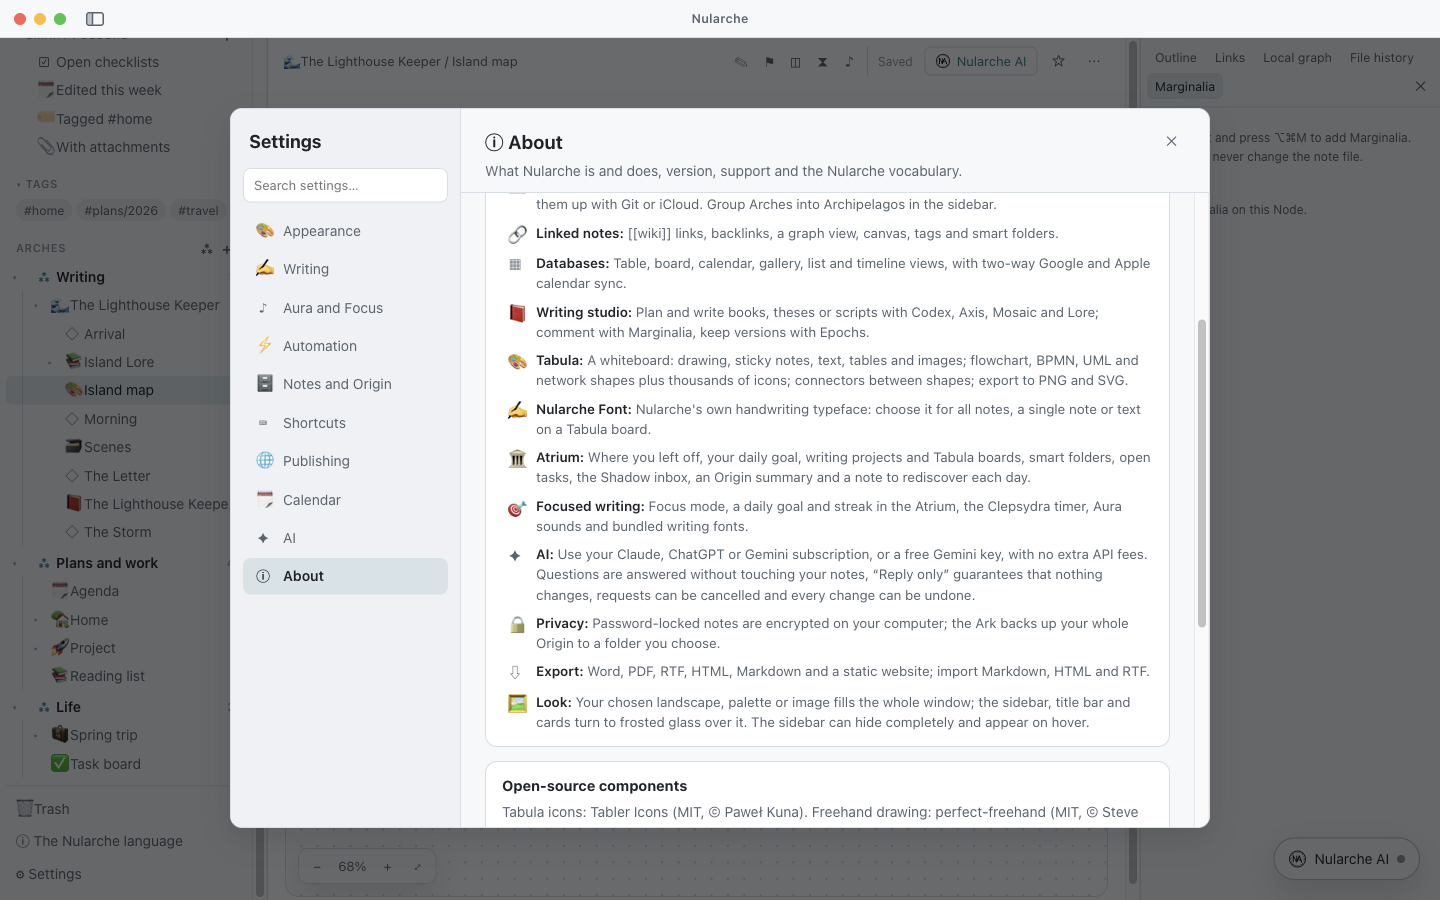 Nularche
Open checklists
Edited this week
Tagged #home
With attachments
TAGS
#home #plans/2026 #travel
ARCHES
Writing
The Lighthouse Keeper
Arrival
Island Lore
Island map
Morning
Scenes
The Letter
The Lighthouse Keepe
The Storm
Plans and work
Agenda
Home
Project
Reading list
Life
Spring trip
Task board
Trash
The Nularche language
Settings
The Lighthouse Keeper / Island map
Saved
Nularche AI
Outline Links Local graph File history
Marginalia
and press ⌥⌘M to add Marginalia.
never change the note file.
alia on this Node.
Settings
Search settings...
Appearance
Writing
Aura and Focus
Automation
Notes and Origin
Shortcuts
Publishing
Calendar
AI
About
About
What Nularche is and does, version, support and the Nularche vocabulary.
them up with Git or iCloud. Group Arches into Archipelagos in the sidebar.
Linked notes: [[wiki]] links, backlinks, a graph view, canvas, tags and smart folders.
Databases: Table, board, calendar, gallery, list and timeline views, with two-way Google and Apple
calendar sync.
Writing studio: Plan and write books, theses or scripts with Codex, Axis, Mosaic and Lore;
comment with Marginalia, keep versions with Epochs.
Tabula: A whiteboard: drawing, sticky notes, text, tables and images; flowchart, BPMN, UML and
network shapes plus thousands of icons; connectors between shapes; export to PNG and SVG.
Nularche Font: Nularche's own handwriting typeface: choose it for all notes, a single note or text
on a Tabula board.
Atrium: Where you left off, your daily goal, writing projects and Tabula boards, smart folders, open
tasks, the Shadow inbox, an Origin summary and a note to rediscover each day.
Focused writing: Focus mode, a daily goal and streak in the Atrium, the Clepsydra timer, Aura
sounds and bundled writing fonts.
AI: Use your Claude, ChatGPT or Gemini subscription, or a free Gemini key, with no extra API fees.
Questions are answered without touching your notes, “Reply only” guarantees that nothing
changes, requests can be cancelled and every change can be undone.
Privacy: Password-locked notes are encrypted on your computer; the Ark backs up your whole
Origin to a folder you choose.
Export: Word, PDF, RTF, HTML, Markdown and a static website; import Markdown, HTML and RTF.
Look: Your chosen landscape, palette or image fills the whole window; the sidebar, title bar and
cards turn to frosted glass over it. The sidebar can hide completely and appear on hover.
Open-source components
Tabula icons: Tabler Icons (MIT, © Paweł Kuna). Freehand drawing: perfect-freehand (MIT, © Steve
− 68% +
Nularche AI